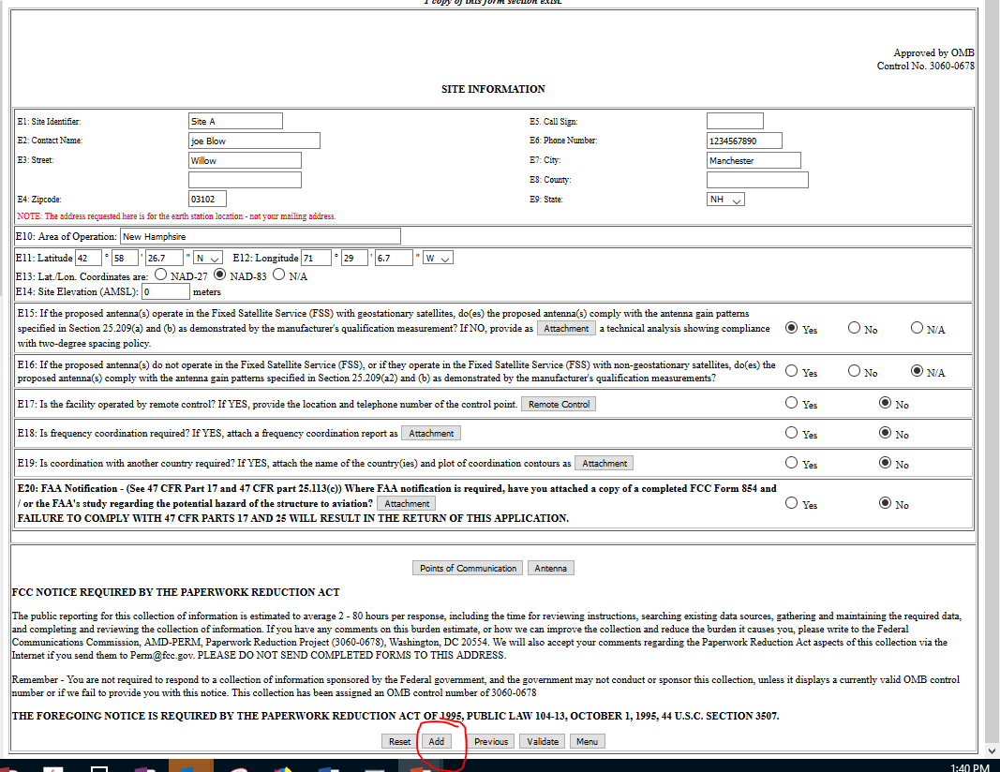 1 copy of this form section exist.
Approved by OMB
Control No. 3060-0678
SITE INFORMATION
E1: Site Identifier: Site A E5. Call Sign:
E2: Contact Name: joe Blow E6: Phone Number: 1234567890
E3: Street: Willow E7: City: Manchester
E8: County:
E4: Zipcode: 03102 E9: State: NH
NOTE: The address requested here is for the earth station location - not your mailing address.
E10: Area of Operation: New Hamphsire
E11: Latitude 42 ° 58 ' 26.7 " N E12: Longitude 71 ° 29 ' 6.7 " W
E13: Lat./Lon. Coordinates are: NAD-27 NAD-83 N/A
E14: Site Elevation (AMSL): 0 meters
E15: If the proposed antenna(s) operate in the Fixed Satellite Service (FSS) with geostationary satellites, do(es) the proposed antenna(s) comply with the antenna gain patterns
specified in Section 25.209(a) and (b) as demonstrated by the manufacturer's qualification measurement? If NO, provide as Attachment a technical analysis showing compliance Yes No N/A
with two-degree spacing policy.
E16: If the proposed antenna(s) do not operate in the Fixed Satellite Service (FSS), or if they operate in the Fixed Satellite Service (FSS) with non-geostationary satellites, do(es) the
proposed antenna(s) comply with the antenna gain patterns specified in Section 25.209(a2) and (b) as demonstrated by the manufacturer's qualification measurements? Yes No N/A
E17: Is the facility operated by remote control? If YES, provide the location and telephone number of the control point. Remote Control Yes No
E18: Is frequency coordination required? If YES, attach a frequency coordination report as Attachment Yes No
E19: Is coordination with another country required? If YES, attach the name of the country(ies) and plot of coordination contours as Attachment Yes No
E20: FAA Notification - (See 47 CFR Part 17 and 47 CFR part 25.113(c)) Where FAA notification is required, have you attached a copy of a completed FCC Form 854 and
/ or the FAA's study regarding the potential hazard of the structure to aviation? Attachment Yes No
FAILURE TO COMPLY WITH 47 CFR PARTS 17 AND 25 WILL RESULT IN THE RETURN OF THIS APPLICATION.
Points of Communication Antenna
FCC NOTICE REQUIRED BY THE PAPERWORK REDUCTION ACT
The public reporting for this collection of information is estimated to average 2 - 80 hours per response, including the time for reviewing instructions, searching existing data sources, gathering and maintaining the required data,
and completing and reviewing the collection of information. If you have any comments on this burden estimate, or how we can improve the collection and reduce the burden it causes you, please write to the Federal
Communications Commission, AMD-PERM, Paperwork Reduction Project (3060-0678), Washington, DC 20554. We will also accept your comments regarding the Paperwork Reduction Act aspects of this collection via the
Internet if you send them to Perm@fcc.gov. PLEASE DO NOT SEND COMPLETED FORMS TO THIS ADDRESS.
Remember - You are not required to respond to a collection of information sponsored by the Federal government, and the government may not conduct or sponsor this collection, unless it displays a currently valid OMB control
number or if we fail to provide you with this notice. This collection has been assigned an OMB control number of 3060-0678
THE FOREGOING NOTICE IS REQUIRED BY THE PAPERWORK REDUCTION ACT OF 1995, PUBLIC LAW 104-13, OCTOBER 1, 1995, 44 U.S.C. SECTION 3507.
Reset Add Previous Validate Menu
1:40 PM